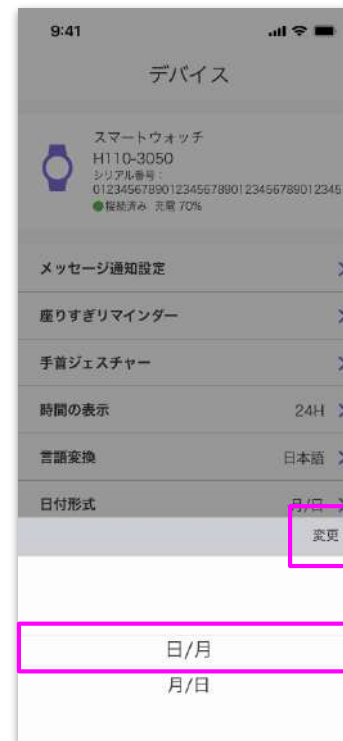 9:41
デバイス
スマートウォッチ
H110-3050
シリアル番号：
012345678901234567890123456789012345
接続済み 充電 70%
メッセージ通知設定
座りすぎリマインダー
手首ジェスチャー
時間の表示 24H
言語変換 日本語
日付形式 月/日
変更
日/月
月/日